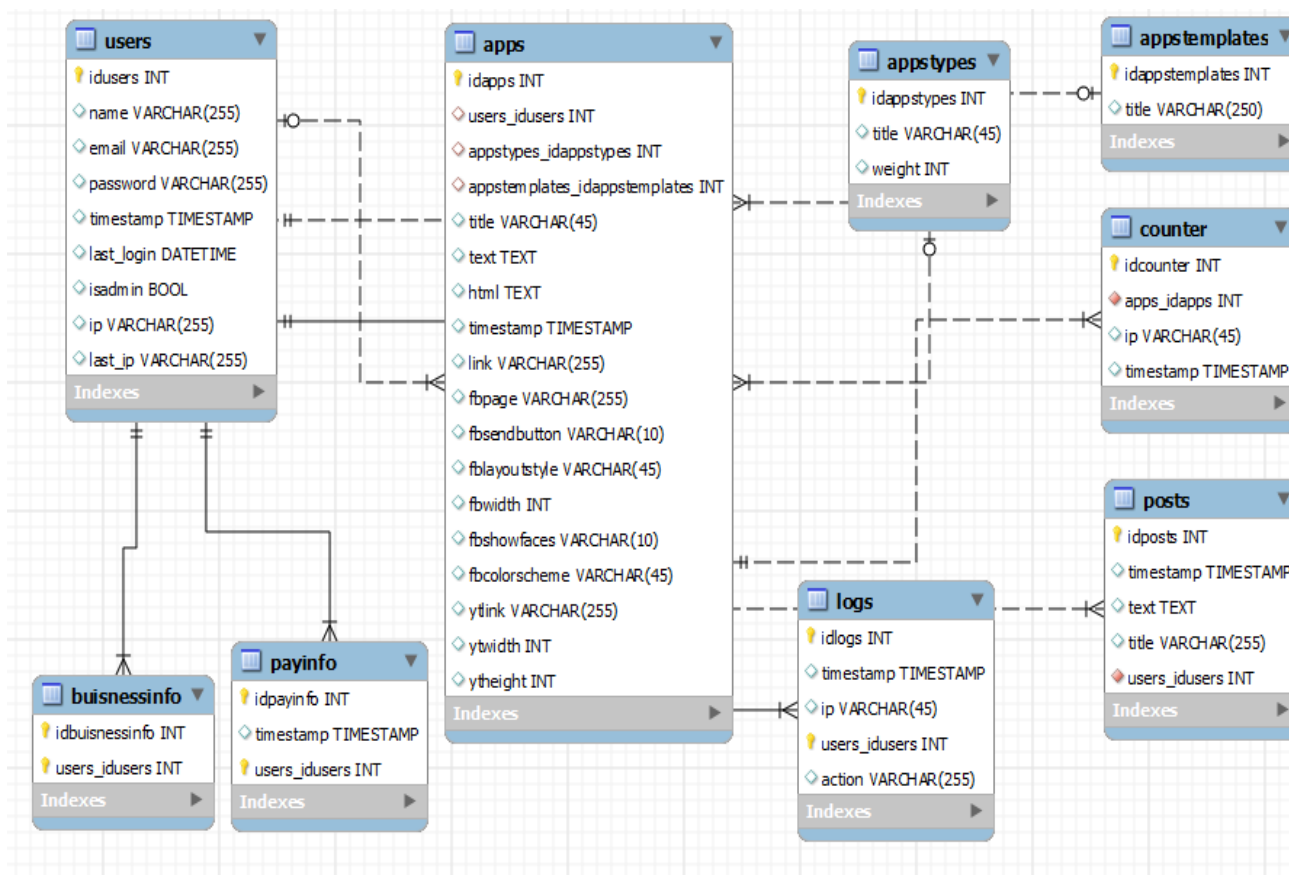 users
idusers INT
name VARCHAR(255)
email VARCHAR(255)
password VARCHAR(255)
timestamp TIMESTAMP
last_login DATETIME
isadmin BOOL
ip VARCHAR(255)
last_ip VARCHAR(255)
Indexes
apps
idapps INT
users_idusers INT
appstypes_idappstypes INT
appstemplates_idappstemplates INT
title VARCHAR(45)
text TEXT
html TEXT
timestamp TIMESTAMP
link VARCHAR(255)
fbpage VARCHAR(255)
fbsendbutton VARCHAR(10)
fblayoutstyle VARCHAR(45)
fbwidth INT
fbshowfaces VARCHAR(10)
fbcolorscheme VARCHAR(45)
ytlink VARCHAR(255)
ytwidth INT
ytheight INT
Indexes
appstypes
idappstypes INT
title VARCHAR(45)
weight INT
Indexes
appstemplates
idappstemplates INT
title VARCHAR(250)
Indexes
counter
idcounter INT
apps_idapps INT
ip VARCHAR(45)
timestamp TIMESTAMP
Indexes
posts
idposts INT
timestamp TIMESTAMP
text TEXT
title VARCHAR(255)
users_idusers INT
Indexes
logs
idlogs INT
timestamp TIMESTAMP
ip VARCHAR(45)
users_idusers INT
action VARCHAR(255)
Indexes
buisnessinfo
idbuisnessinfo INT
users_idusers INT
Indexes
payinfo
idpayinfo INT
timestamp TIMESTAMP
users_idusers INT
Indexes